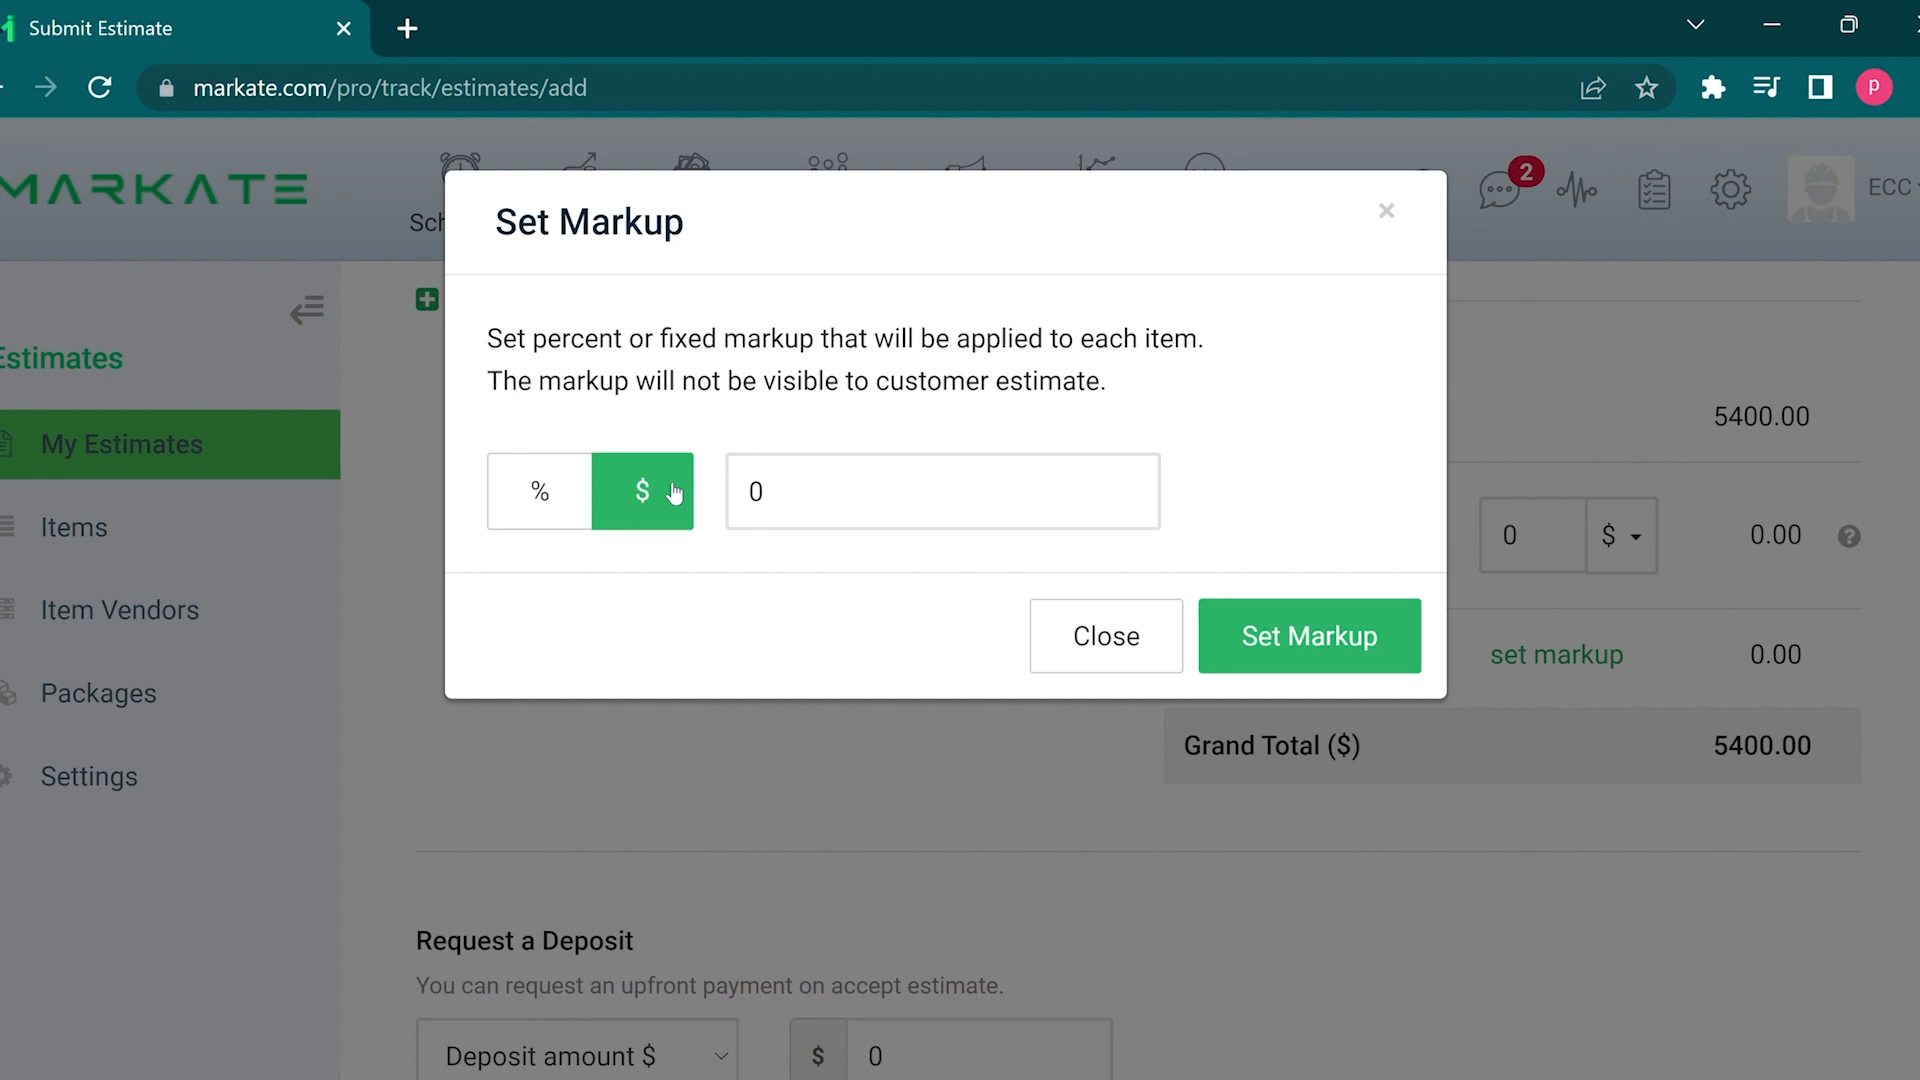 Submit Estimate
markate.com/pro/track/estimates/add
P
MARKATE
Sch
2
ECC
Set Markup
Set percent or fixed markup that will be applied to each item.
The markup will not be visible to customer estimate.
% $ 0
Close Set Markup
Estimates
My Estimates
Items
Item Vendors
Packages
Settings
5400.00
0 $ 0.00 ?
set markup 0.00
Grand Total ($) 5400.00
Request a Deposit
You can request an upfront payment on accept estimate.
Deposit amount $ $ 0